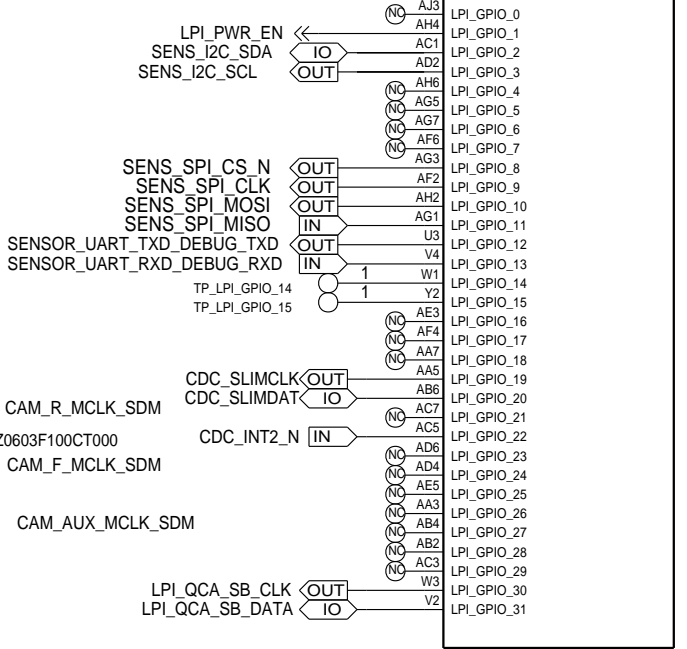 NC AJ3 LPI_GPIO_0
LPI_PWR_EN AH4 LPI_GPIO_1
SENS_I2C_SDA IO AC1 LPI_GPIO_2
SENS_I2C_SCL OUT AD2 LPI_GPIO_3
NC AH6 LPI_GPIO_4
NC AG5 LPI_GPIO_5
NC AG7 LPI_GPIO_6
NC AF6 LPI_GPIO_7
SENS_SPI_CS_N OUT AG3 LPI_GPIO_8
SENS_SPI_CLK OUT AF2 LPI_GPIO_9
SENS_SPI_MOSI OUT AH2 LPI_GPIO_10
SENS_SPI_MISO IN AG1 LPI_GPIO_11
SENSOR_UART_TXD_DEBUG_TXD OUT U3 LPI_GPIO_12
SENSOR_UART_RXD_DEBUG_RXD IN V4 LPI_GPIO_13
TP_LPI_GPIO_14 1 W1 LPI_GPIO_14
TP_LPI_GPIO_15 1 Y2 LPI_GPIO_15
NC AE3 LPI_GPIO_16
NC AF4 LPI_GPIO_17
NC AA7 LPI_GPIO_18
CDC_SLIMCLK OUT AA5 LPI_GPIO_19
CDC_SLIMDAT IO AB6 LPI_GPIO_20
CAM_R_MCLK_SDM NC AC7 LPI_GPIO_21
Z0603F100CT000 CDC_INT2_N IN AC5 LPI_GPIO_22
CAM_F_MCLK_SDM NC AD6 LPI_GPIO_23
NC AD4 LPI_GPIO_24
NC AE5 LPI_GPIO_25
CAM_AUX_MCLK_SDM NC AA3 LPI_GPIO_26
NC AB4 LPI_GPIO_27
NC AB2 LPI_GPIO_28
NC AC3 LPI_GPIO_29
LPI_QCA_SB_CLK OUT W3 LPI_GPIO_30
LPI_QCA_SB_DATA IO V2 LPI_GPIO_31